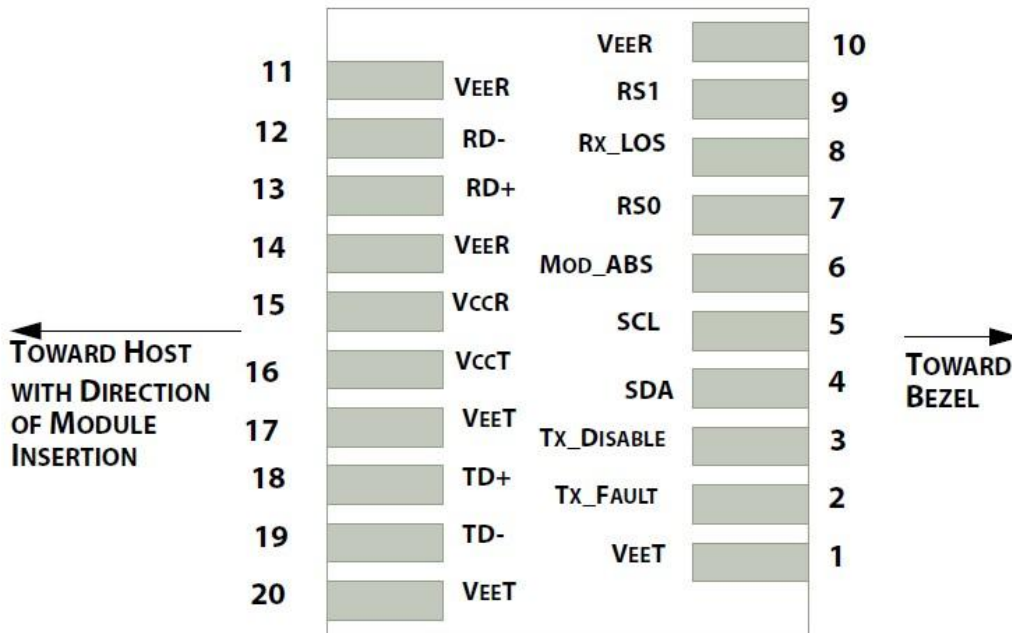 11 VEER
12 RD-
13 RD+
14 VEER
15 VCCR
16 VCCT
17 VEET
18 TD+
19 TD-
20 VEET
VEER 10
RS1 9
RX_LOS 8
RS0 7
MOD_ABS 6
SCL 5
SDA 4
TX_DISABLE 3
TX_FAULT 2
VEET 1
TOWARD HOST
WITH DIRECTION
OF MODULE
INSERTION
TOWARD
BEZEL